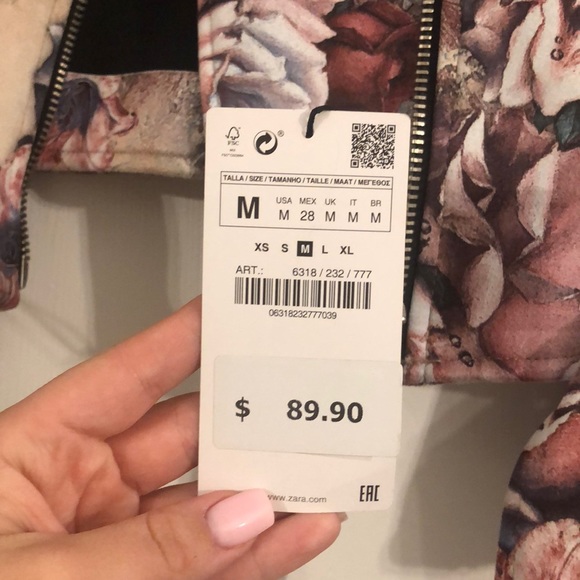 FSC
®
TALLA / SIZE / TAMANHO / TAILLE / MAAT / ΜΕΓΕΘΟΣ
M USA MEX UK IT BR
M 28 M M M
XS S M L XL
ART.: 6318 / 232 / 777
06318232777039
$ 89.90
www.zara.com EAC